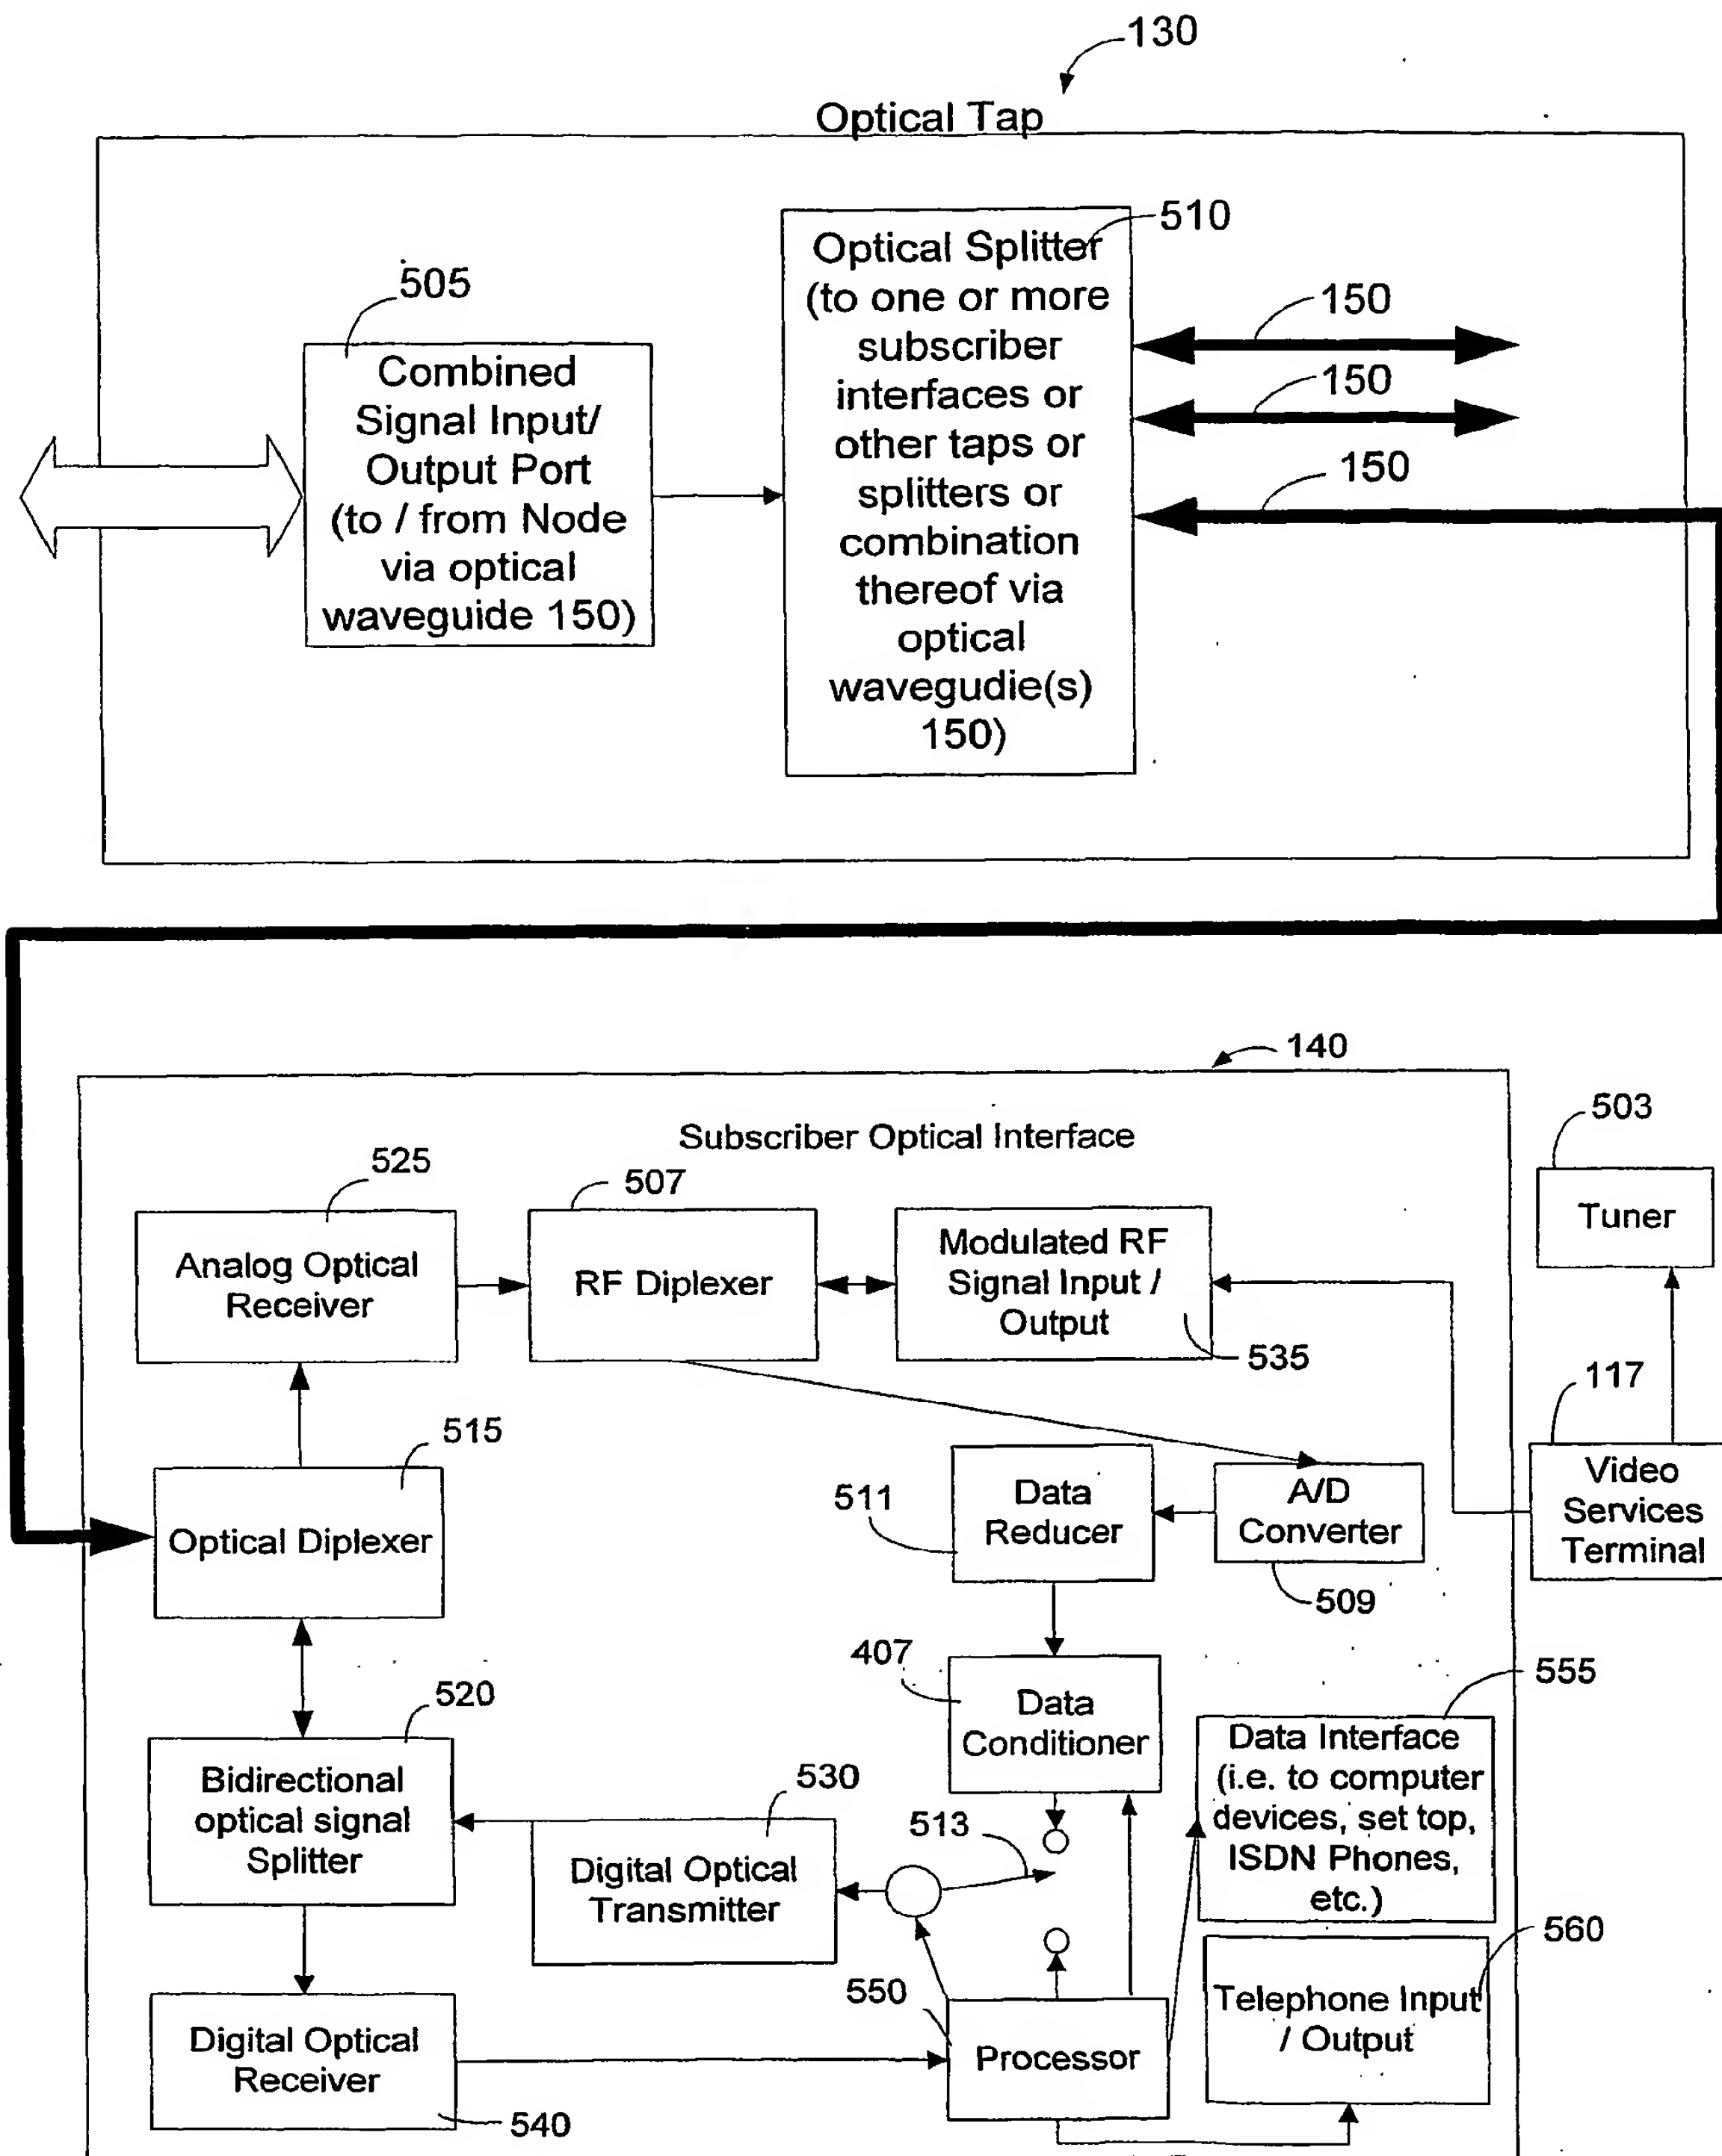 130
Optical Tap
510
Optical Splitter
(to one or more
subscriber
interfaces or
other taps or
splitters or
combination
thereof via
optical
wavegudie(s)
150)
505
Combined
Signal Input/
Output Port
(to / from Node
via optical
waveguide 150)
150
150
150
140
Subscriber Optical Interface
503
Tuner
525
Analog Optical
Receiver
507
RF Diplexer
Modulated RF
Signal Input /
Output
535
117
Video
Services
Terminal
515
Optical Diplexer
511
Data
Reducer
A/D
Converter
509
407
Data
Conditioner
555
Data Interface
(i.e. to computer
devices, set top,
ISDN Phones,
etc.)
520
Bidirectional
optical signal
Splitter
530
Digital Optical
Transmitter
513
560
Telephone Input
/ Output
550
Processor
Digital Optical
Receiver
540